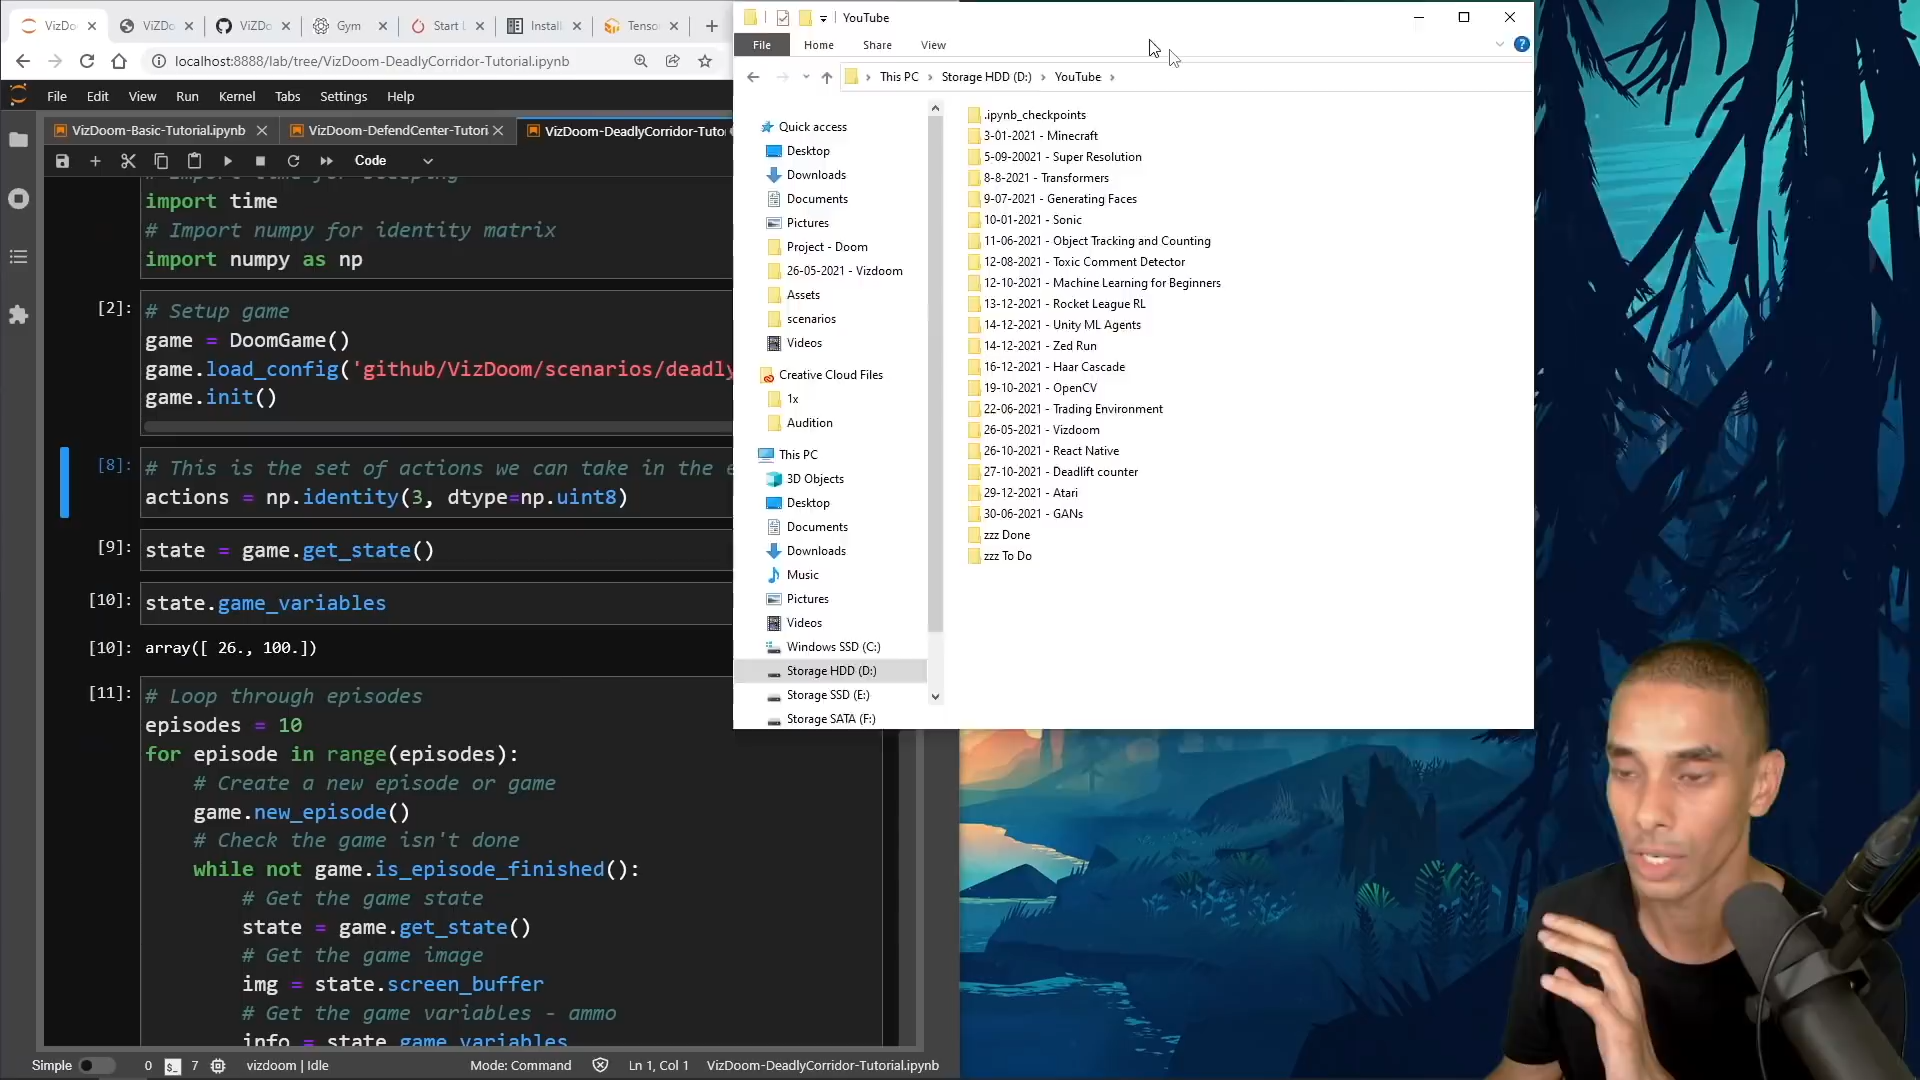 VizDo
VizDo
VizDo
Gym
Start L
Install
Tenso
localhost:8888/lab/tree/VizDoom-DeadlyCorridor-Tutorial.ipynb
File Edit View Run Kernel Tabs Settings Help
VizDoom-Basic-Tutorial.ipynb
VizDoom-DefendCenter-Tutori
VizDoom-DeadlyCorridor-Tuto
Code
# Import time for sleeping
import time
# Import numpy for identity matrix
import numpy as np
[2]:
# Setup game
game = DoomGame()
game.load_config('github/VizDoom/scenarios/deadly
game.init()
[8]:
# This is the set of actions we can take in the e
actions = np.identity(3, dtype=np.uint8)
[9]:
state = game.get_state()
[10]:
state.game_variables
[10]:
array([ 26., 100.])
[11]:
# Loop through episodes
episodes = 10
for episode in range(episodes):
# Create a new episode or game
game.new_episode()
# Check the game isn't done
while not game.is_episode_finished():
# Get the game state
state = game.get_state()
# Get the game image
img = state.screen_buffer
# Get the game variables - ammo
info = state.game_variables
Simple 0 $_ 7 vizdoom | Idle Mode: Command Ln 1, Col 1 VizDoom-DeadlyCorridor-Tutorial.ipynb
YouTube
File Home Share View
?
This PC › Storage HDD (D:) › YouTube ›
Quick access
Desktop
Downloads
Documents
Pictures
Project - Doom
26-05-2021 - Vizdoom
Assets
scenarios
Videos
Creative Cloud Files
1x
Audition
This PC
3D Objects
Desktop
Documents
Downloads
Music
Pictures
Videos
Windows SSD (C:)
Storage HDD (D:)
Storage SSD (E:)
Storage SATA (F:)
.ipynb_checkpoints
3-01-2021 - Minecraft
5-09-20021 - Super Resolution
8-8-2021 - Transformers
9-07-2021 - Generating Faces
10-01-2021 - Sonic
11-06-2021 - Object Tracking and Counting
12-08-2021 - Toxic Comment Detector
12-10-2021 - Machine Learning for Beginners
13-12-2021 - Rocket League RL
14-12-2021 - Unity ML Agents
14-12-2021 - Zed Run
16-12-2021 - Haar Cascade
19-10-2021 - OpenCV
22-06-2021 - Trading Environment
26-05-2021 - Vizdoom
26-10-2021 - React Native
27-10-2021 - Deadlift counter
29-12-2021 - Atari
30-06-2021 - GANs
zzz Done
zzz To Do